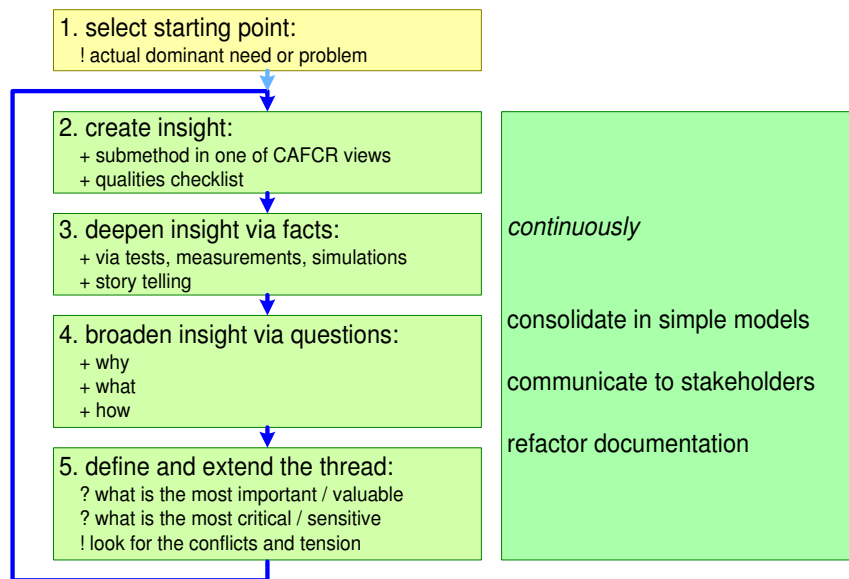 1. select starting point:
! actual dominant need or problem
2. create insight:
+ submethod in one of CAFCR views
+ qualities checklist
3. deepen insight via facts:
+ via tests, measurements, simulations
+ story telling
4. broaden insight via questions:
+ why
+ what
+ how
5. define and extend the thread:
? what is the most important / valuable
? what is the most critical / sensitive
! look for the conflicts and tension
continuously
consolidate in simple models
communicate to stakeholders
refactor documentation